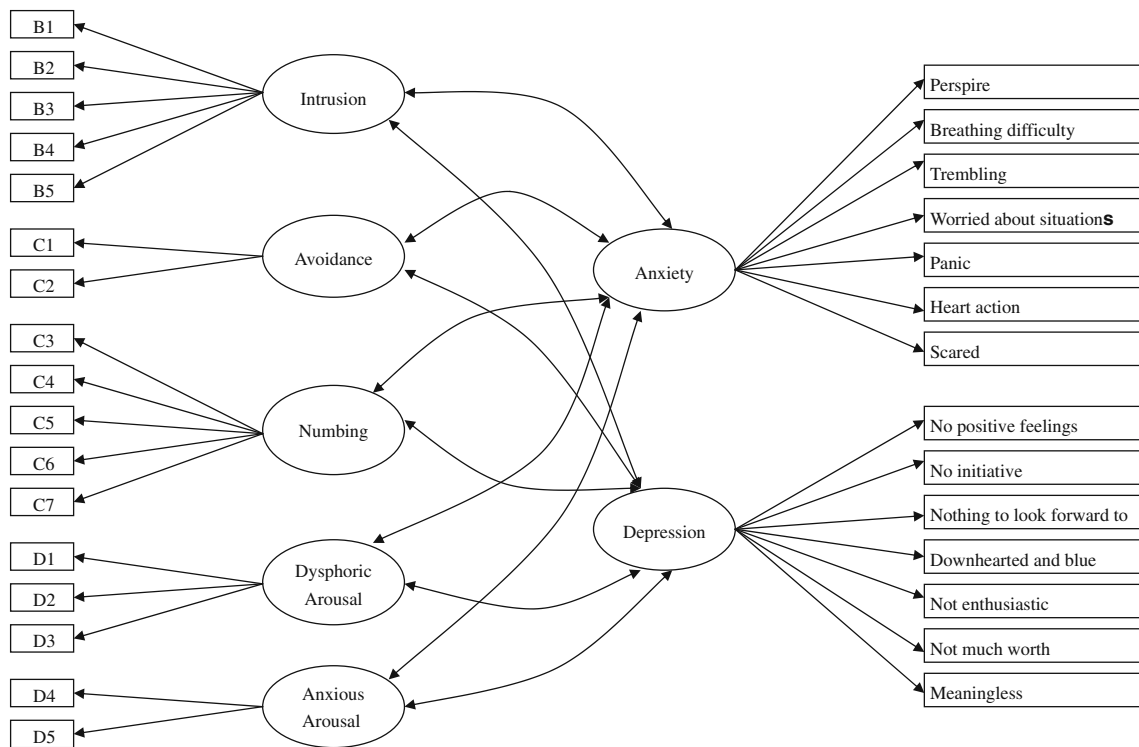 B1
B2
B3
B4
B5
C1
C2
C3
C4
C5
C6
C7
D1
D2
D3
D4
D5
Intrusion
Avoidance
Numbing
Dysphoric
Arousal
Anxious
Arousal
Anxiety
Depression
Perspire
Breathing difficulty
Trembling
Worried about situations
Panic
Heart action
Scared
No positive feelings
No initiative
Nothing to look forward to
Downhearted and blue
Not enthusiastic
Not much worth
Meaningless